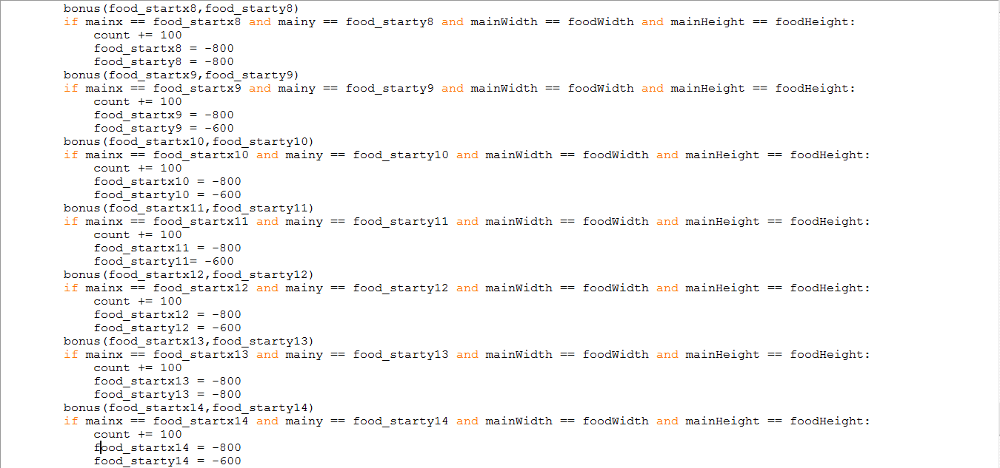 bonus(food_startx8,food_starty8)
if mainx == food_startx8 and mainy == food_starty8 and mainWidth == foodWidth and mainHeight == foodHeight:
    count += 100
    food_startx8 = -800
    food_starty8 = -800
bonus(food_startx9,food_starty9)
if mainx == food_startx9 and mainy == food_starty9 and mainWidth == foodWidth and mainHeight == foodHeight:
    count += 100
    food_startx9 = -800
    food_starty9 = -600
bonus(food_startx10,food_starty10)
if mainx == food_startx10 and mainy == food_starty10 and mainWidth == foodWidth and mainHeight == foodHeight:
    count += 100
    food_startx10 = -800
    food_starty10 = -600
bonus(food_startx11,food_starty11)
if mainx == food_startx11 and mainy == food_starty11 and mainWidth == foodWidth and mainHeight == foodHeight:
    count += 100
    food_startx11 = -800
    food_starty11= -600
bonus(food_startx12,food_starty12)
if mainx == food_startx12 and mainy == food_starty12 and mainWidth == foodWidth and mainHeight == foodHeight:
    count += 100
    food_startx12 = -800
    food_starty12 = -600
bonus(food_startx13,food_starty13)
if mainx == food_startx13 and mainy == food_starty13 and mainWidth == foodWidth and mainHeight == foodHeight:
    count += 100
    food_startx13 = -800
    food_starty13 = -800
bonus(food_startx14,food_starty14)
if mainx == food_startx14 and mainy == food_starty14 and mainWidth == foodWidth and mainHeight == foodHeight:
    count += 100
    food_startx14 = -800
    food_starty14 = -600